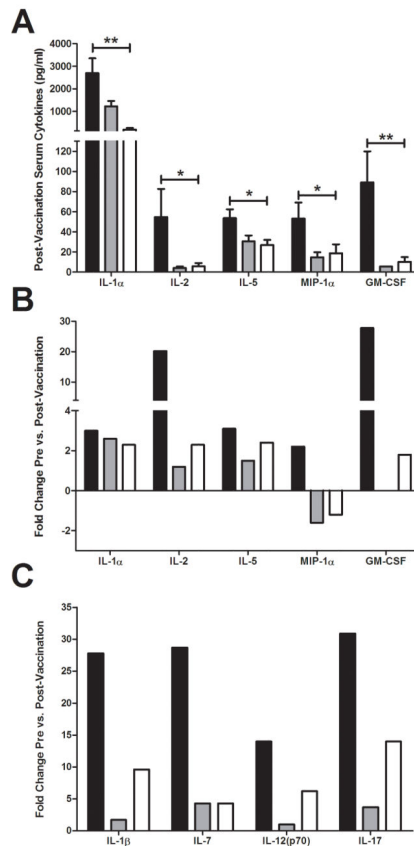 A
Post-Vaccination Serum Cytokines (pg/ml)
4000
3000
2000
1000
120
100
80
60
40
20
0
**
*
*
*
**
IL-1α
IL-2
IL-5
MIP-1α
GM-CSF
B
Fold Change Pre vs. Post-Vaccination
30
20
4
2
0
-2
IL-1α
IL-2
IL-5
MIP-1α
GM-CSF
C
Fold Change Pre vs. Post-Vaccination
35
30
25
20
15
10
5
0
IL-1β
IL-7
IL-12(p70)
IL-17